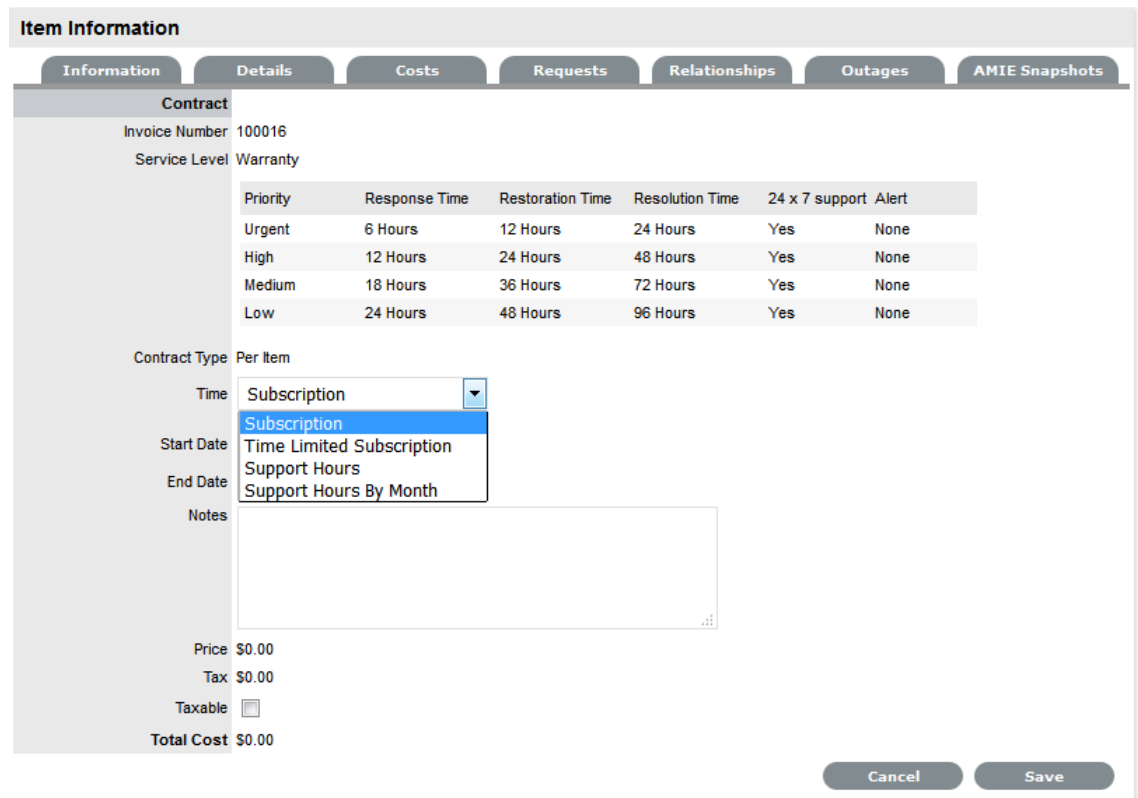 Item Information
Information Details Costs Requests Relationships Outages AMIE Snapshots
Contract
Invoice Number 100016
Service Level Warranty
Priority Response Time Restoration Time Resolution Time 24 x 7 support Alert
Urgent 6 Hours 12 Hours 24 Hours Yes None
High 12 Hours 24 Hours 48 Hours Yes None
Medium 18 Hours 36 Hours 72 Hours Yes None
Low 24 Hours 48 Hours 96 Hours Yes None
Contract Type Per Item
Time Subscription
Subscription
Start Date Time Limited Subscription
Support Hours
End Date Support Hours By Month
Notes
Price $0.00
Tax $0.00
Taxable
Total Cost $0.00
Cancel Save